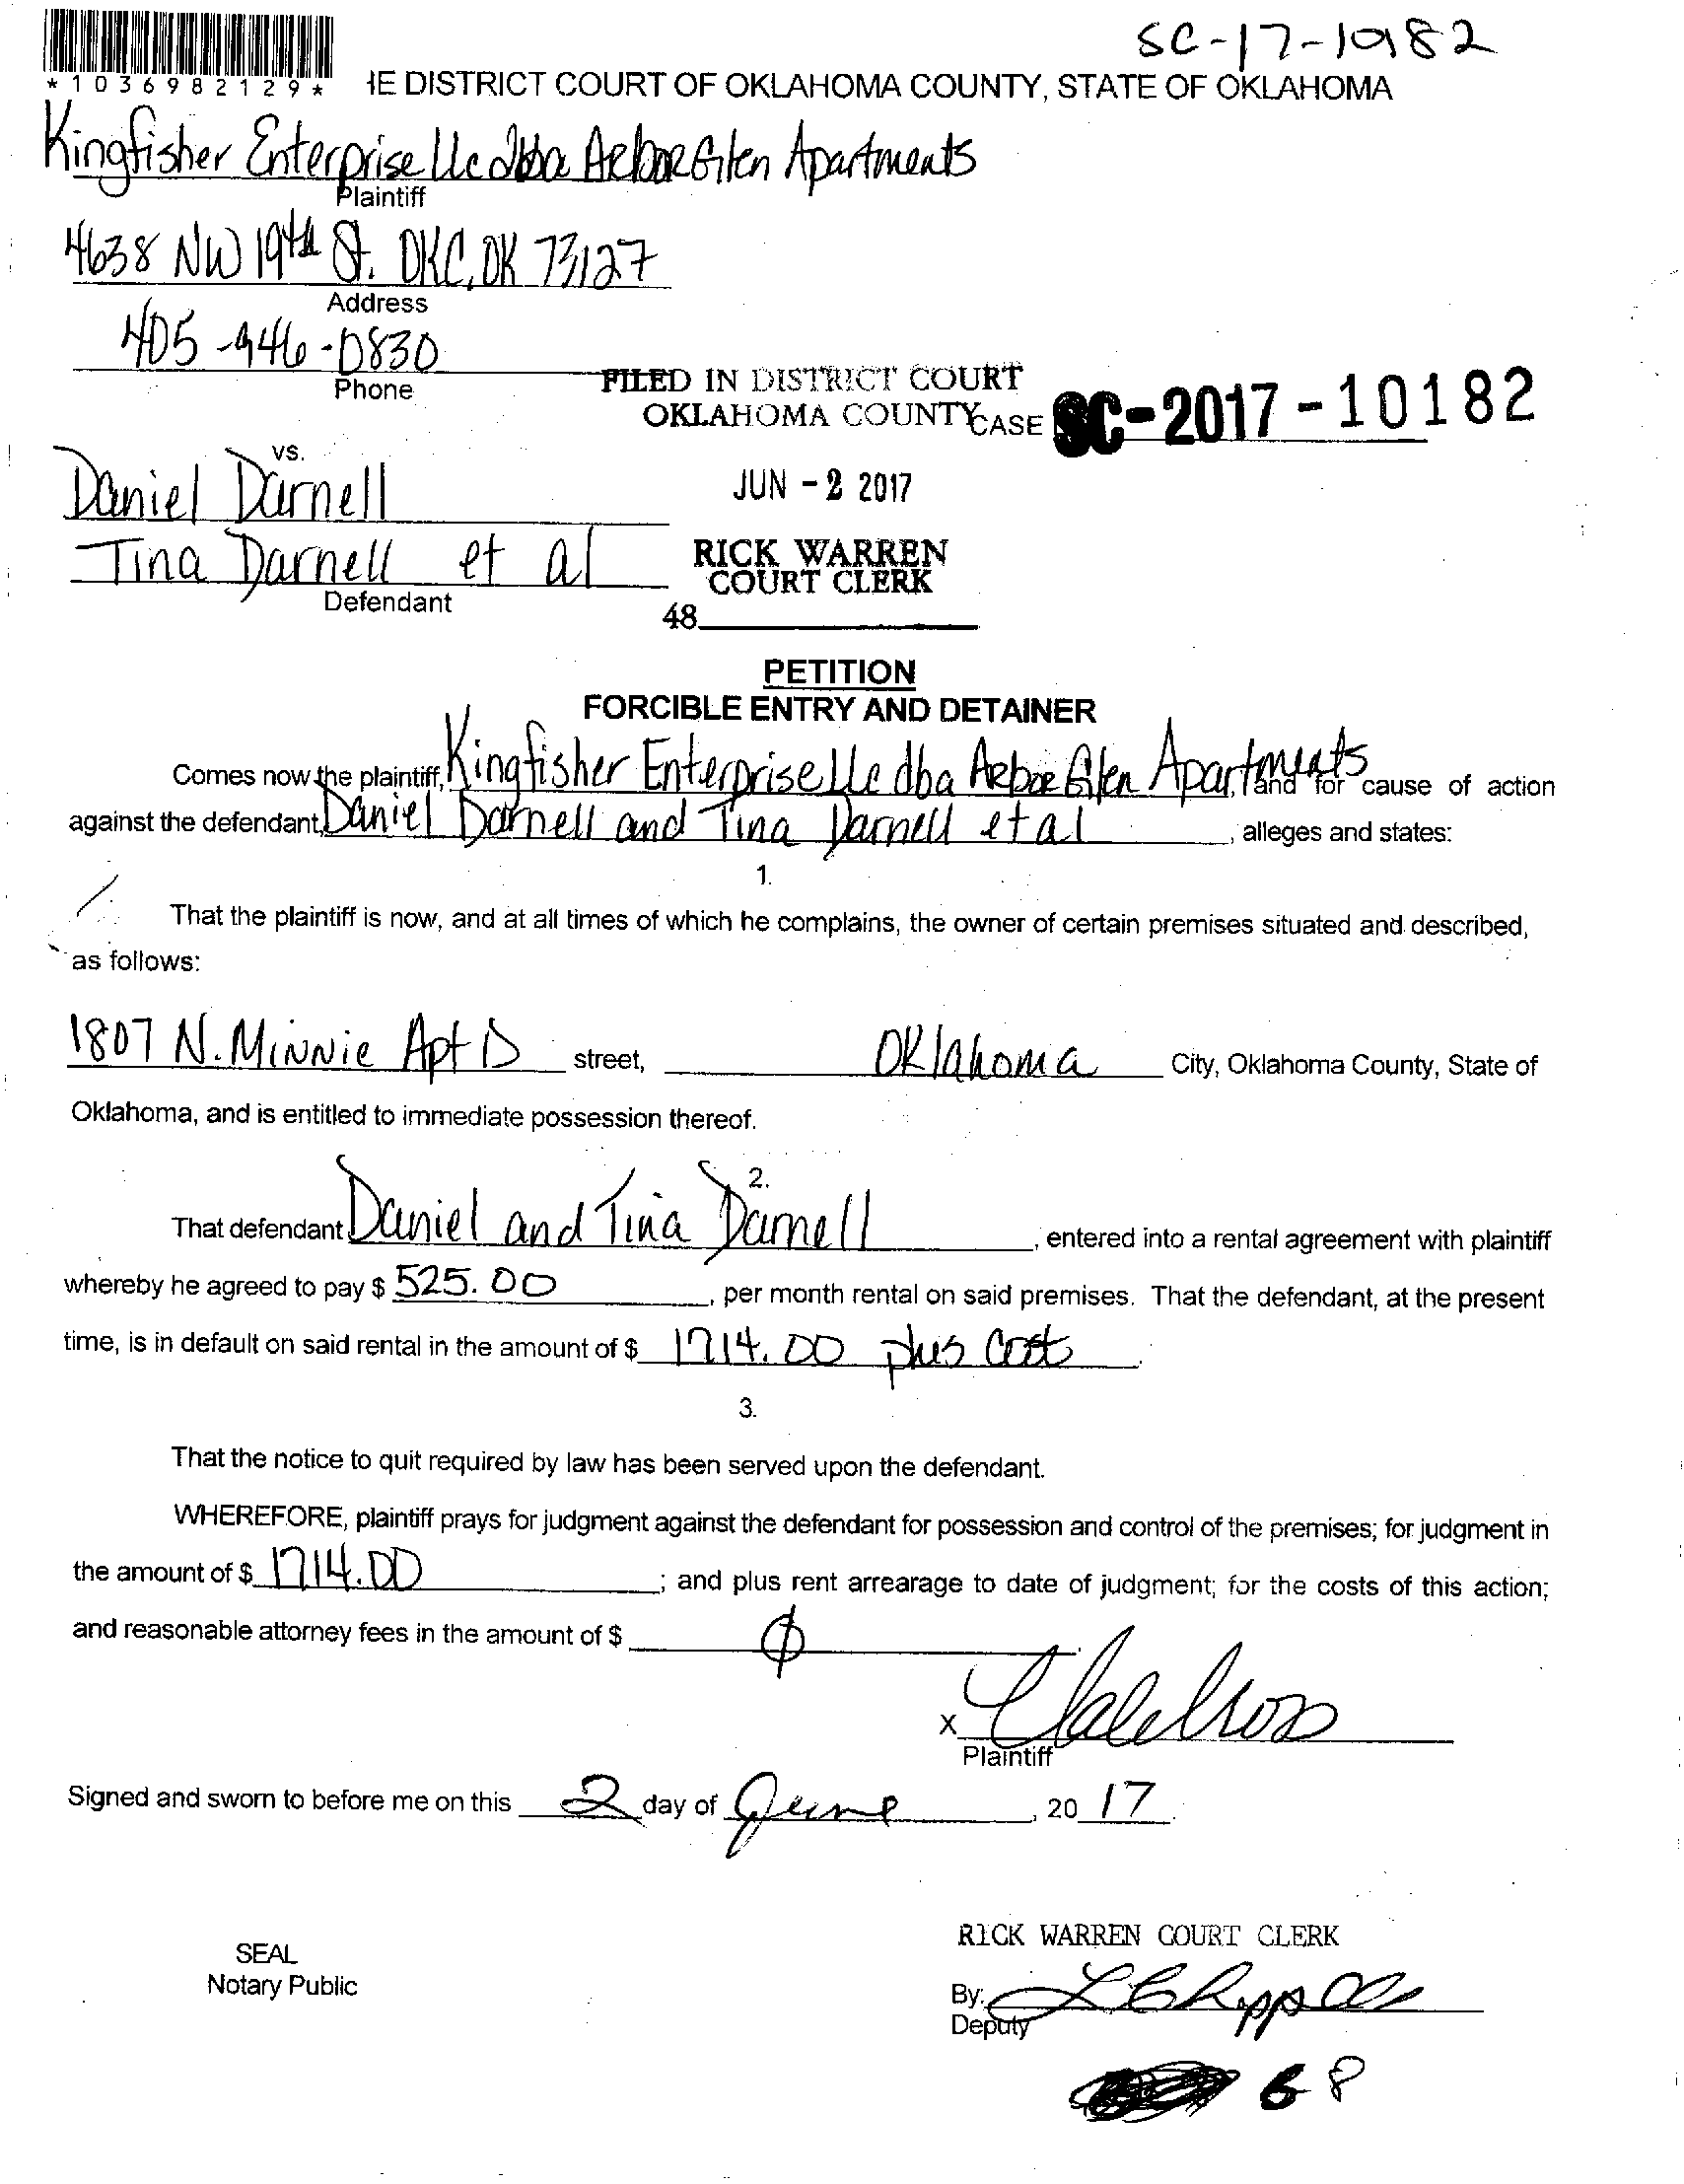 SC-17-10182
*1036982129* IE DISTRICT COURT OF OKLAHOMA COUNTY, STATE OF OKLAHOMA
Kingfisher Enterprise llc dba Arbor Glen Apartments
Plaintiff
4638 NW 19th St. OKC, OK 73127
Address
405-946-0830
Phone
FILED IN DISTRICT COURT
OKLAHOMA COUNTY CASE SC-2017-10182
vs.
Daniel Darnell
JUN - 2 2017
Tina Darnell et al
RICK WARREN
COURT CLERK
Defendant
48
PETITION
FORCIBLE ENTRY AND DETAINER
Comes now the plaintiff, Kingfisher Enterprise llc dba Arbor Glen Apartments, and for cause of action
against the defendant, Daniel Darnell and Tina Darnell et al, alleges and states:
1.
That the plaintiff is now, and at all times of which he complains, the owner of certain premises situated and described,
as follows:
1807 N. Minnie Apt D street, Oklahoma City, Oklahoma County, State of
Oklahoma, and is entitled to immediate possession thereof.
2.
That defendant Daniel and Tina Darnell, entered into a rental agreement with plaintiff
whereby he agreed to pay $ 525.00, per month rental on said premises. That the defendant, at the present
time, is in default on said rental in the amount of $ 1714.00 plus cost.
3.
That the notice to quit required by law has been served upon the defendant.
WHEREFORE, plaintiff prays for judgment against the defendant for possession and control of the premises; for judgment in
the amount of $ 1714.00; and plus rent arrearage to date of judgment; for the costs of this action;
and reasonable attorney fees in the amount of $ ϕ.
x
Plaintiff
Signed and sworn to before me on this 2 day of June, 20 17.
RICK WARREN COURT CLERK
SEAL
Notary Public
By:
Deputy
68